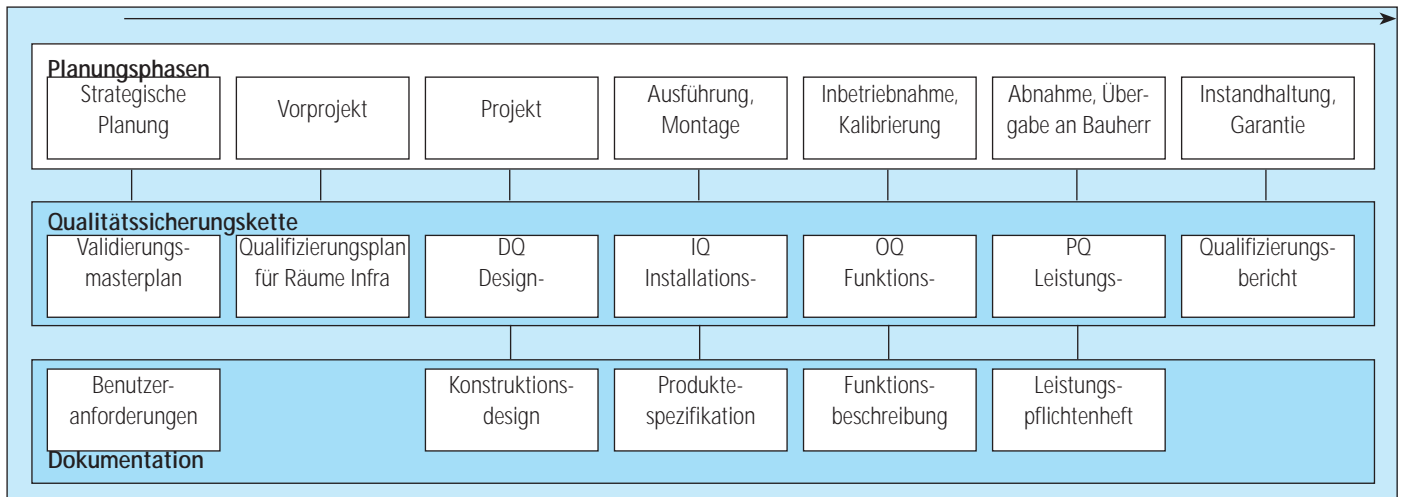 Planungsphasen
Strategische
Planung
Vorprojekt
Projekt
Ausführung,
Montage
Inbetriebnahme,
Kalibrierung
Abnahme, Über-
gabe an Bauherr
Instandhaltung,
Garantie
Qualitätssicherungskette
Validierungs-
masterplan
Qualifizierungsplan
für Räume Infra
DQ
Design-
IQ
Installations-
OQ
Funktions-
PQ
Leistungs-
Qualifizierungs-
bericht
Benutzer-
anforderungen
Konstruktions-
design
Produkte-
spezifikation
Funktions-
beschreibung
Leistungs-
pflichtenheft
Dokumentation